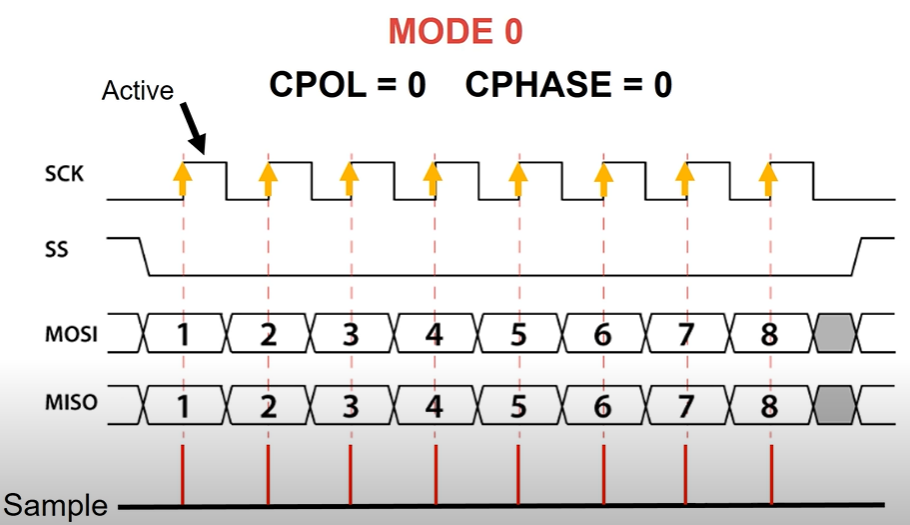 MODE 0
CPOL = 0 CPHASE = 0
Active
SCK
SS
MOSI 1 2 3 4 5 6 7 8
MISO 1 2 3 4 5 6 7 8
Sample